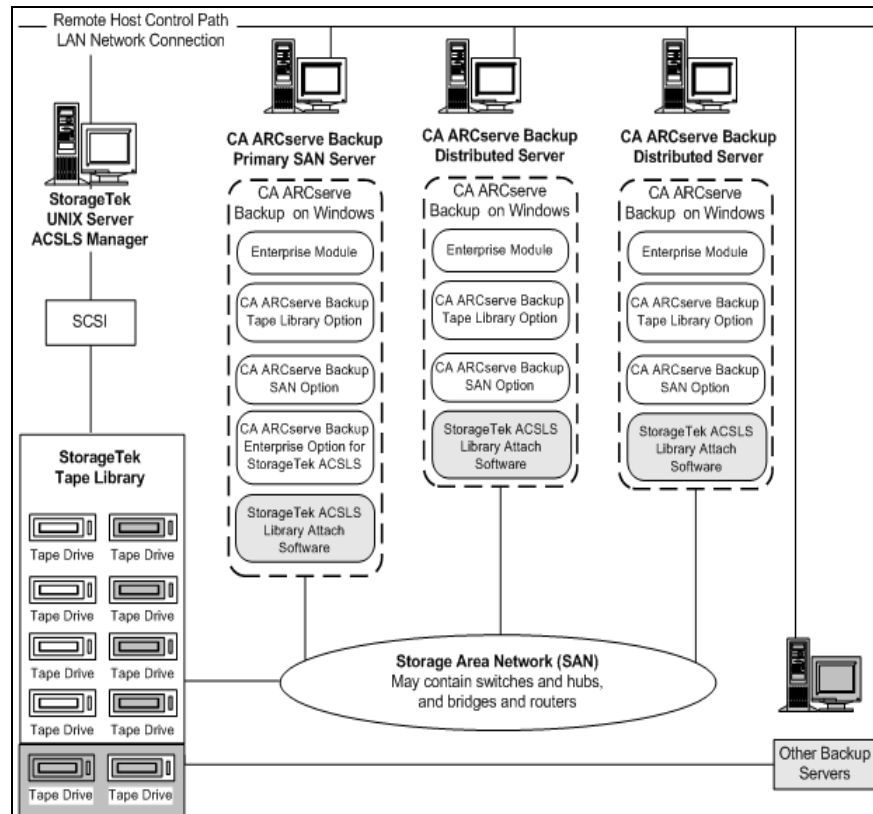 Remote Host Control Path
LAN Network Connection
StorageTek
UNIX Server
ACSLS Manager
SCSI
StorageTek
Tape Library
Tape Drive
Tape Drive
Tape Drive
Tape Drive
Tape Drive
Tape Drive
Tape Drive
Tape Drive
Tape Drive
Tape Drive
CA ARCserve Backup
Primary SAN Server
CA ARCserve
Backup on Windows
Enterprise Module
CA ARCserve Backup
Tape Library Option
CA ARCserve Backup
SAN Option
CA ARCserve Backup
Enterprise Option for
StorageTek ACSLS
StorageTek ACSLS
Library Attach
Software
CA ARCserve Backup
Distributed Server
CA ARCserve
Backup on Windows
Enterprise Module
CA ARCserve Backup
Tape Library Option
CA ARCserve Backup
SAN Option
StorageTek ACSLS
Library Attach
Software
CA ARCserve Backup
Distributed Server
CA ARCserve
Backup on Windows
Enterprise Module
CA ARCserve Backup
Tape Library Option
CA ARCserve Backup
SAN Option
StorageTek ACSLS
Library Attach
Software
Storage Area Network (SAN)
May contain switches and hubs,
and bridges and routers
Other Backup
Servers